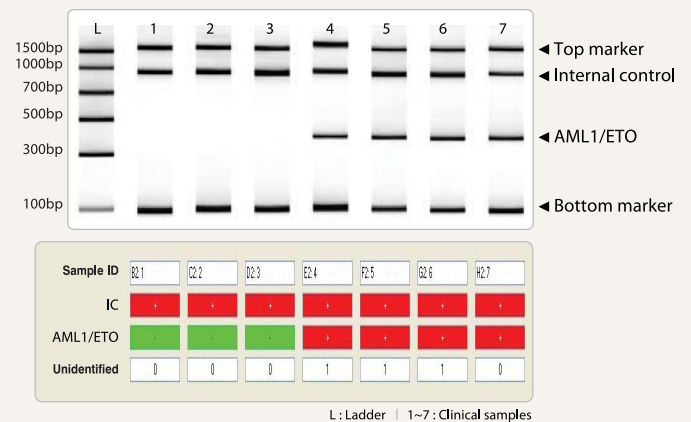 L 1 2 3 4 5 6 7
1500bp
1000bp
700bp
500bp
300bp
100bp
◄ Top marker
◄ Internal control
◄ AML1/ETO
◄ Bottom marker
Sample ID B2:1 C2:2 D2:3 E2:4 F2:5 G2:6 H2:7
IC + + + + + + +
AML1/ETO - - - + + + +
Unidentified 0 0 0 1 1 1 0
L : Ladder | 1~7 : Clinical samples